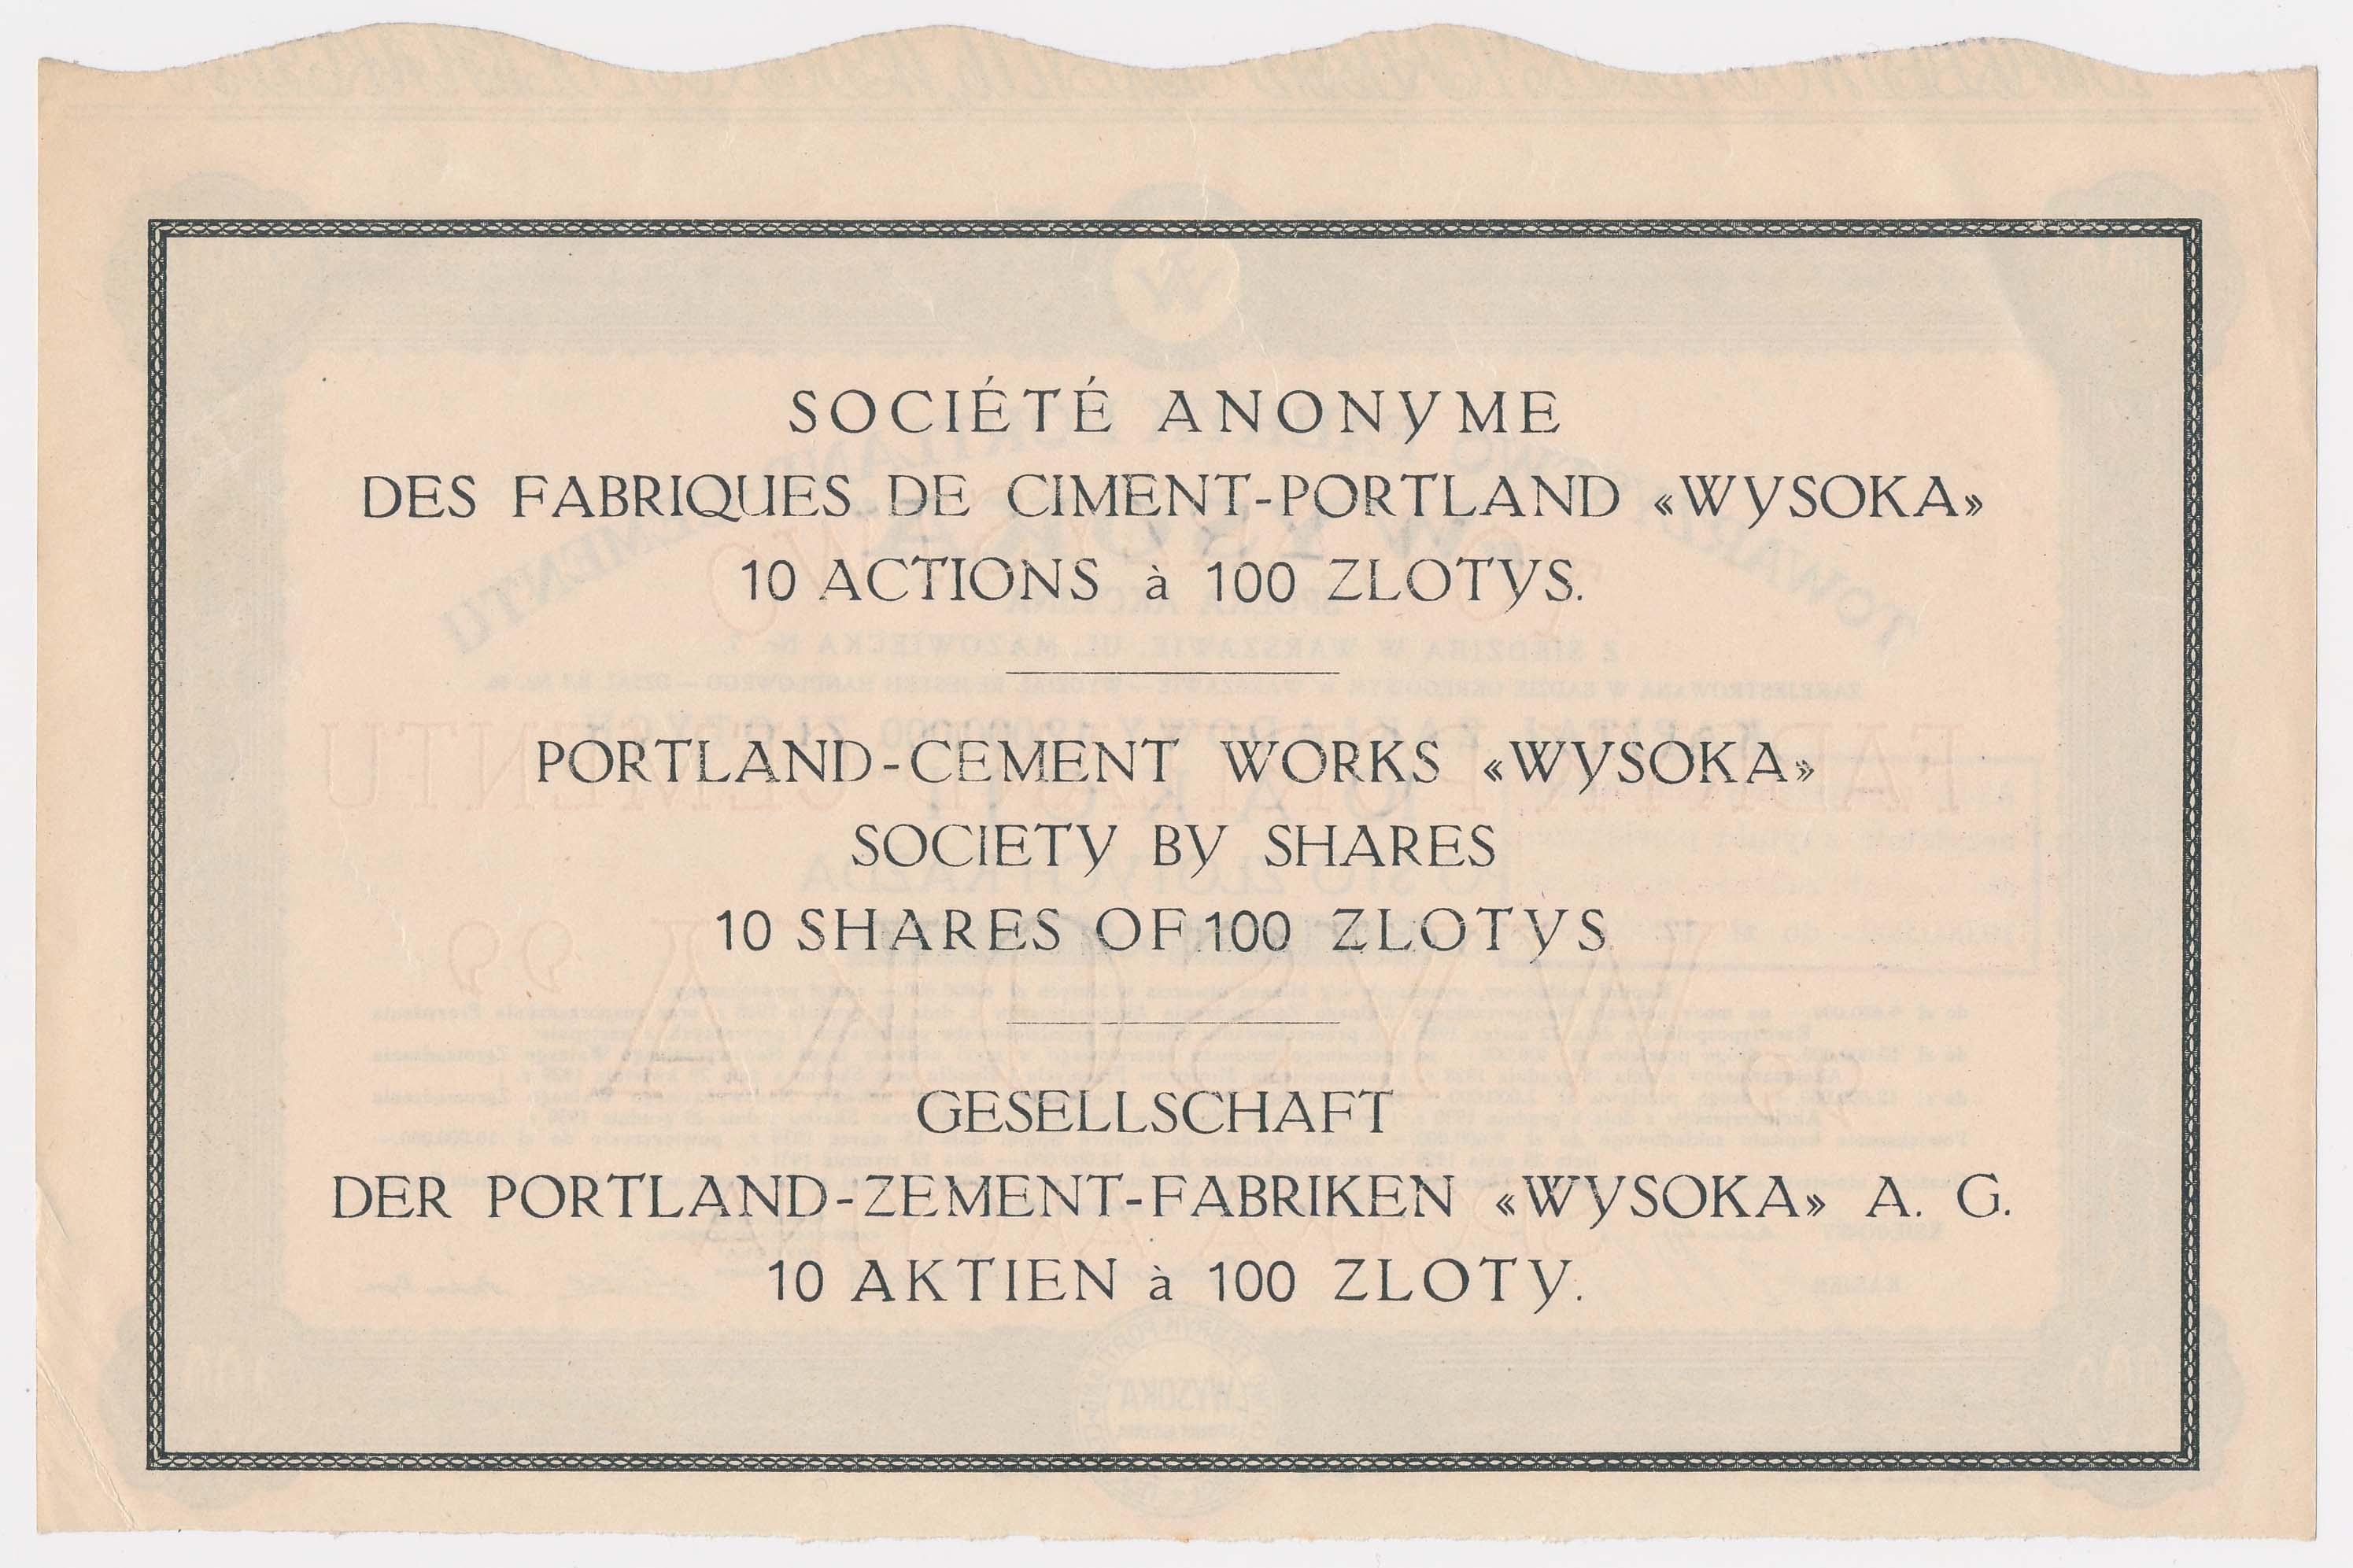 SOCIÉTÉ ANONYME
DES FABRIQUES DE CIMENT-PORTLAND «WYSOKA»
10 ACTIONS à 100 ZLOTYS.
PORTLAND-CEMENT WORKS «WYSOKA»
SOCIETY BY SHARES
10 SHARES OF 100 ZLOTYS
GESELLSCHAFT
DER PORTLAND-ZEMENT-FABRIKEN «WYSOKA» A. G.
10 AKTIEN à 100 ZLOTY.